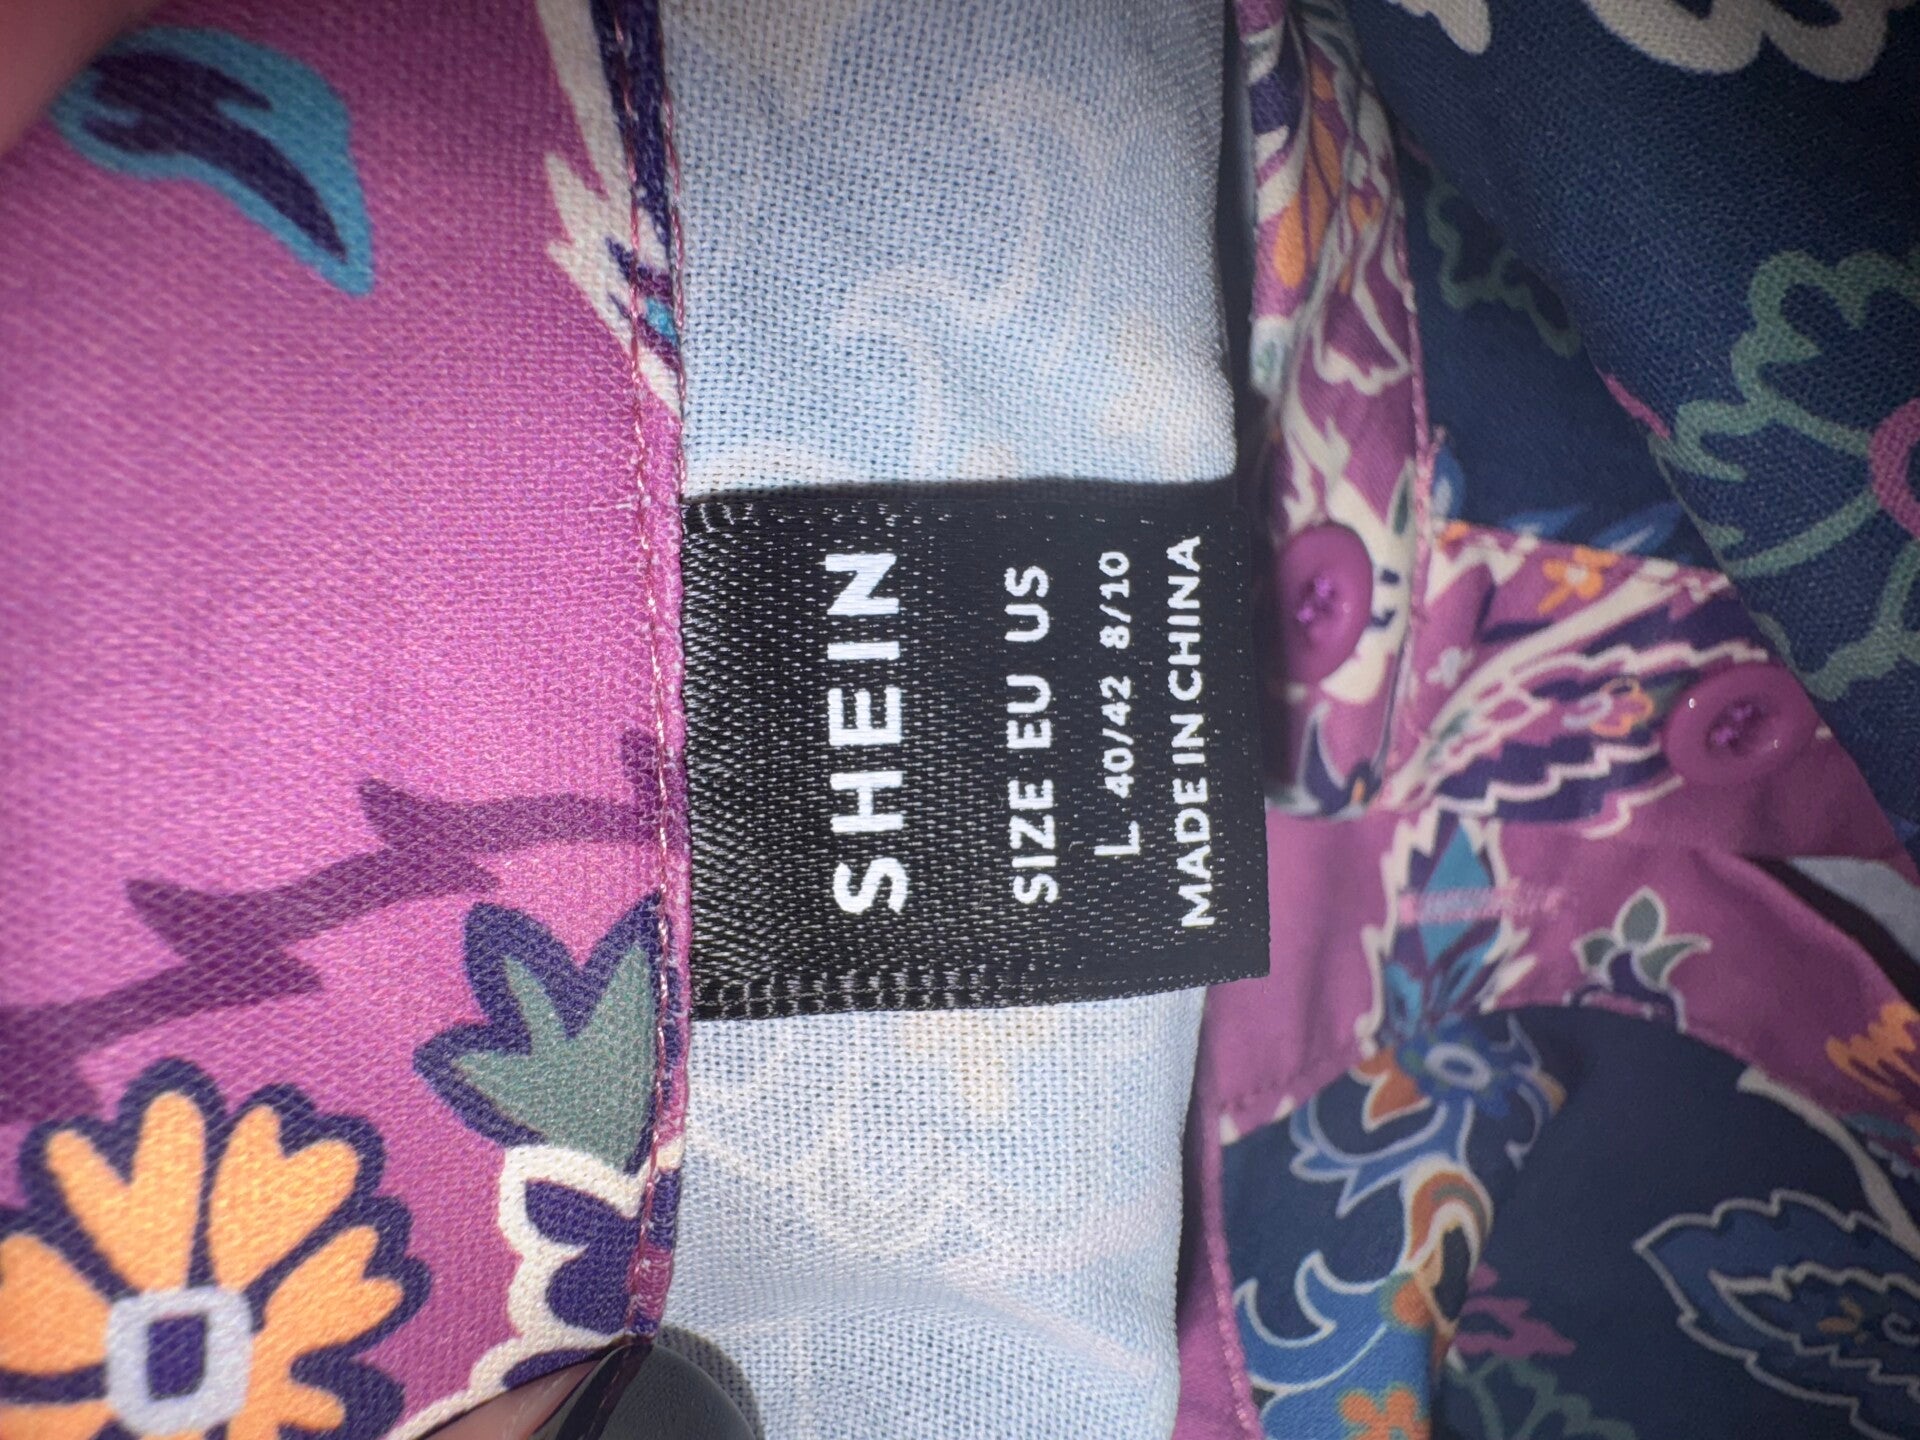 SHEIN
SIZE EU US
L 40/42 8/10
MADE IN CHINA